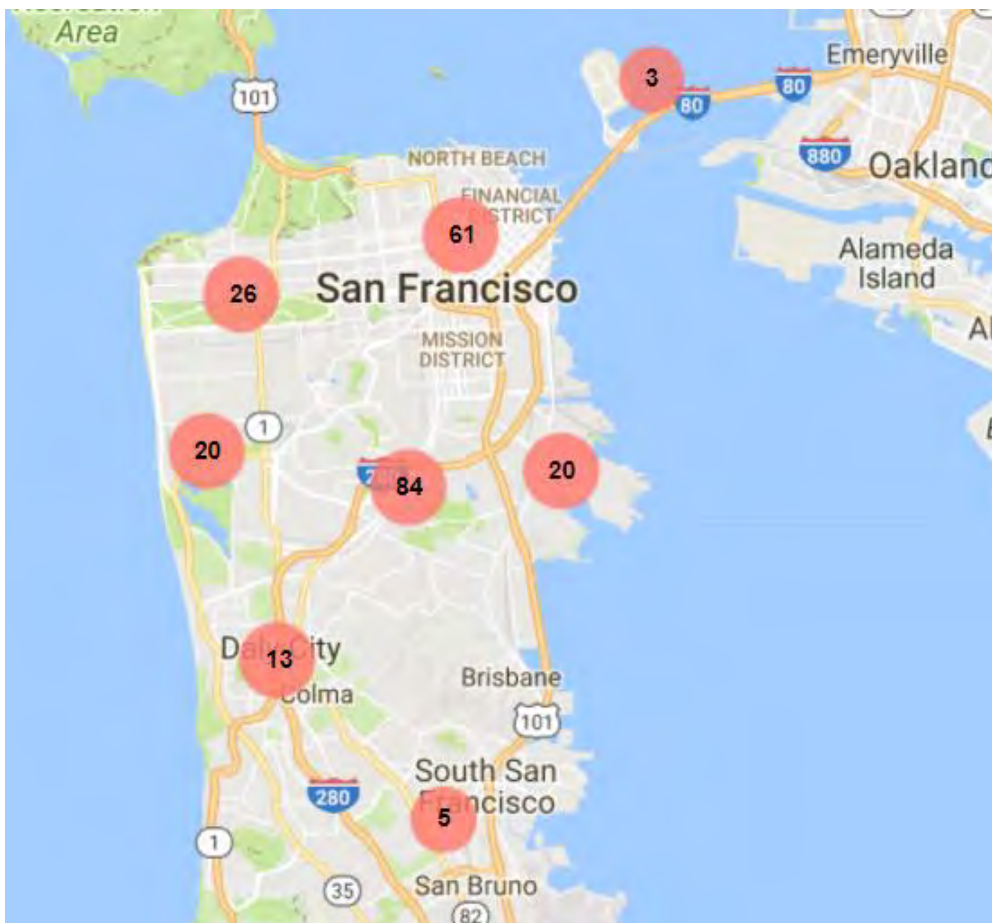 Area
101
3
80
80
Emeryville
880
Oakland
NORTH BEACH
FINANCIAL
DISTRICT
61
Alameda
Island
26
San Francisco
MISSION
DISTRICT
1
20
84
20
Daly City
13
Colma
Brisbane
101
South San
Francisco
5
280
1
San Bruno
35
82